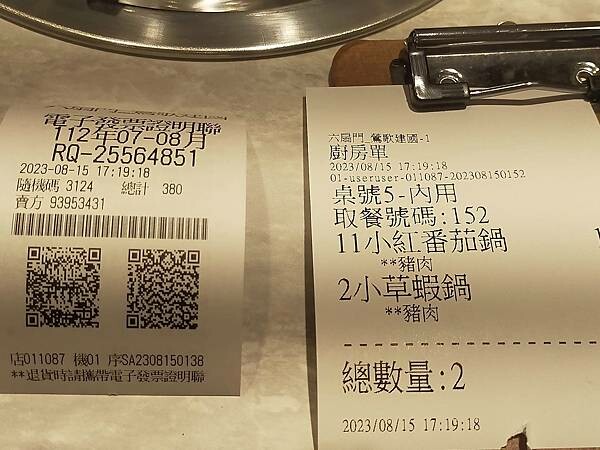 電子發票證明聯
112年07-08月
RQ-25564851
2023-08-15 17:19:18
隨機碼 3124 總計 380
賣方 93953431
店011087 機01 序SA2308150138
**退貨時請攜帶電子發票證明聯
六扇門 鶯歌建國-1
廚房單
2023/08/15 17:19:18
01-useruser-011087-202308150152
桌號5-內用
取餐號碼:152
11小紅番茄鍋
**豬肉
2小草蝦鍋
**豬肉
總數量:2
2023/08/15 17:19:18